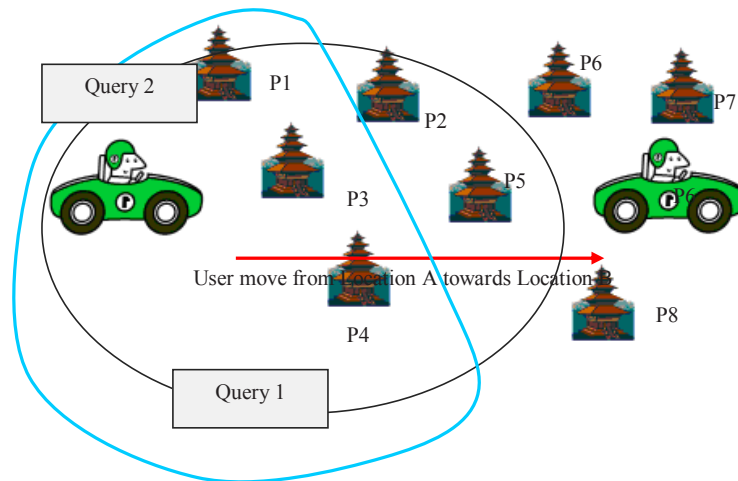 P6
Query 2
P1
P7
P2
P5
P3
P6
User move from Location A towards Location B
P4
P8
Query 1